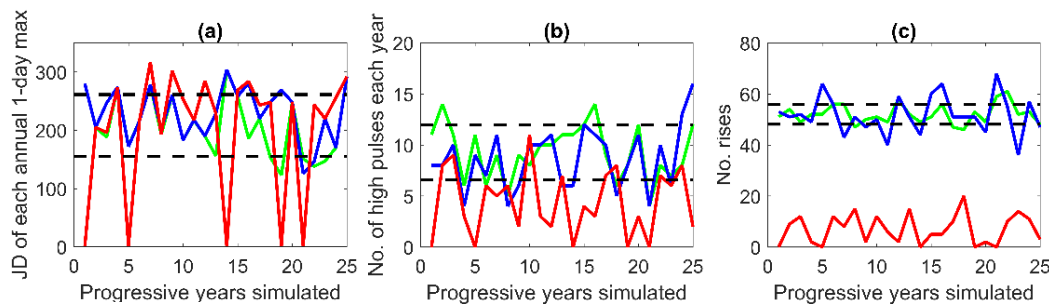 (a)
JD of each annual 1-day max
300
200
100
0
0 5 10 15 20 25
Progressive years simulated
(b)
No. of high pulses each year
20
15
10
5
0
0 5 10 15 20 25
Progressive years simulated
(c)
No. rises
80
60
40
20
0
0 5 10 15 20 25
Progressive years simulated